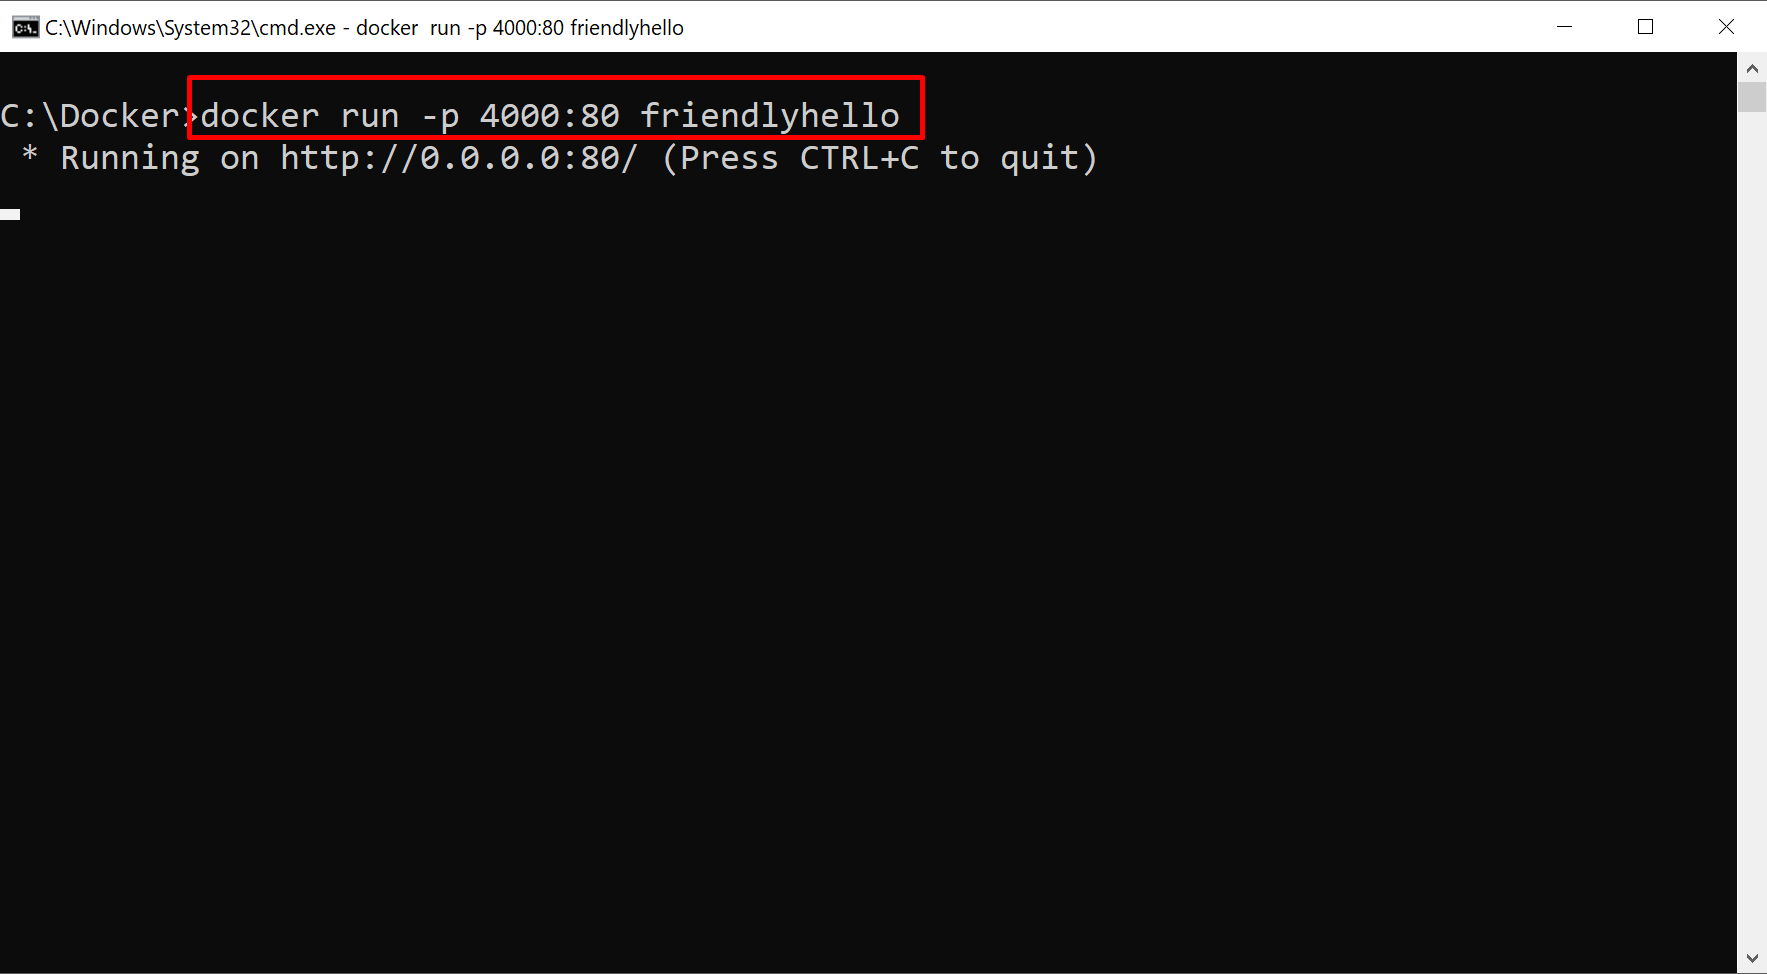 C:\Windows\System32\cmd.exe - docker  run -p 4000:80 friendlyhello
C:\Docker>docker run -p 4000:80 friendlyhello
 * Running on http://0.0.0.0:80/ (Press CTRL+C to quit)